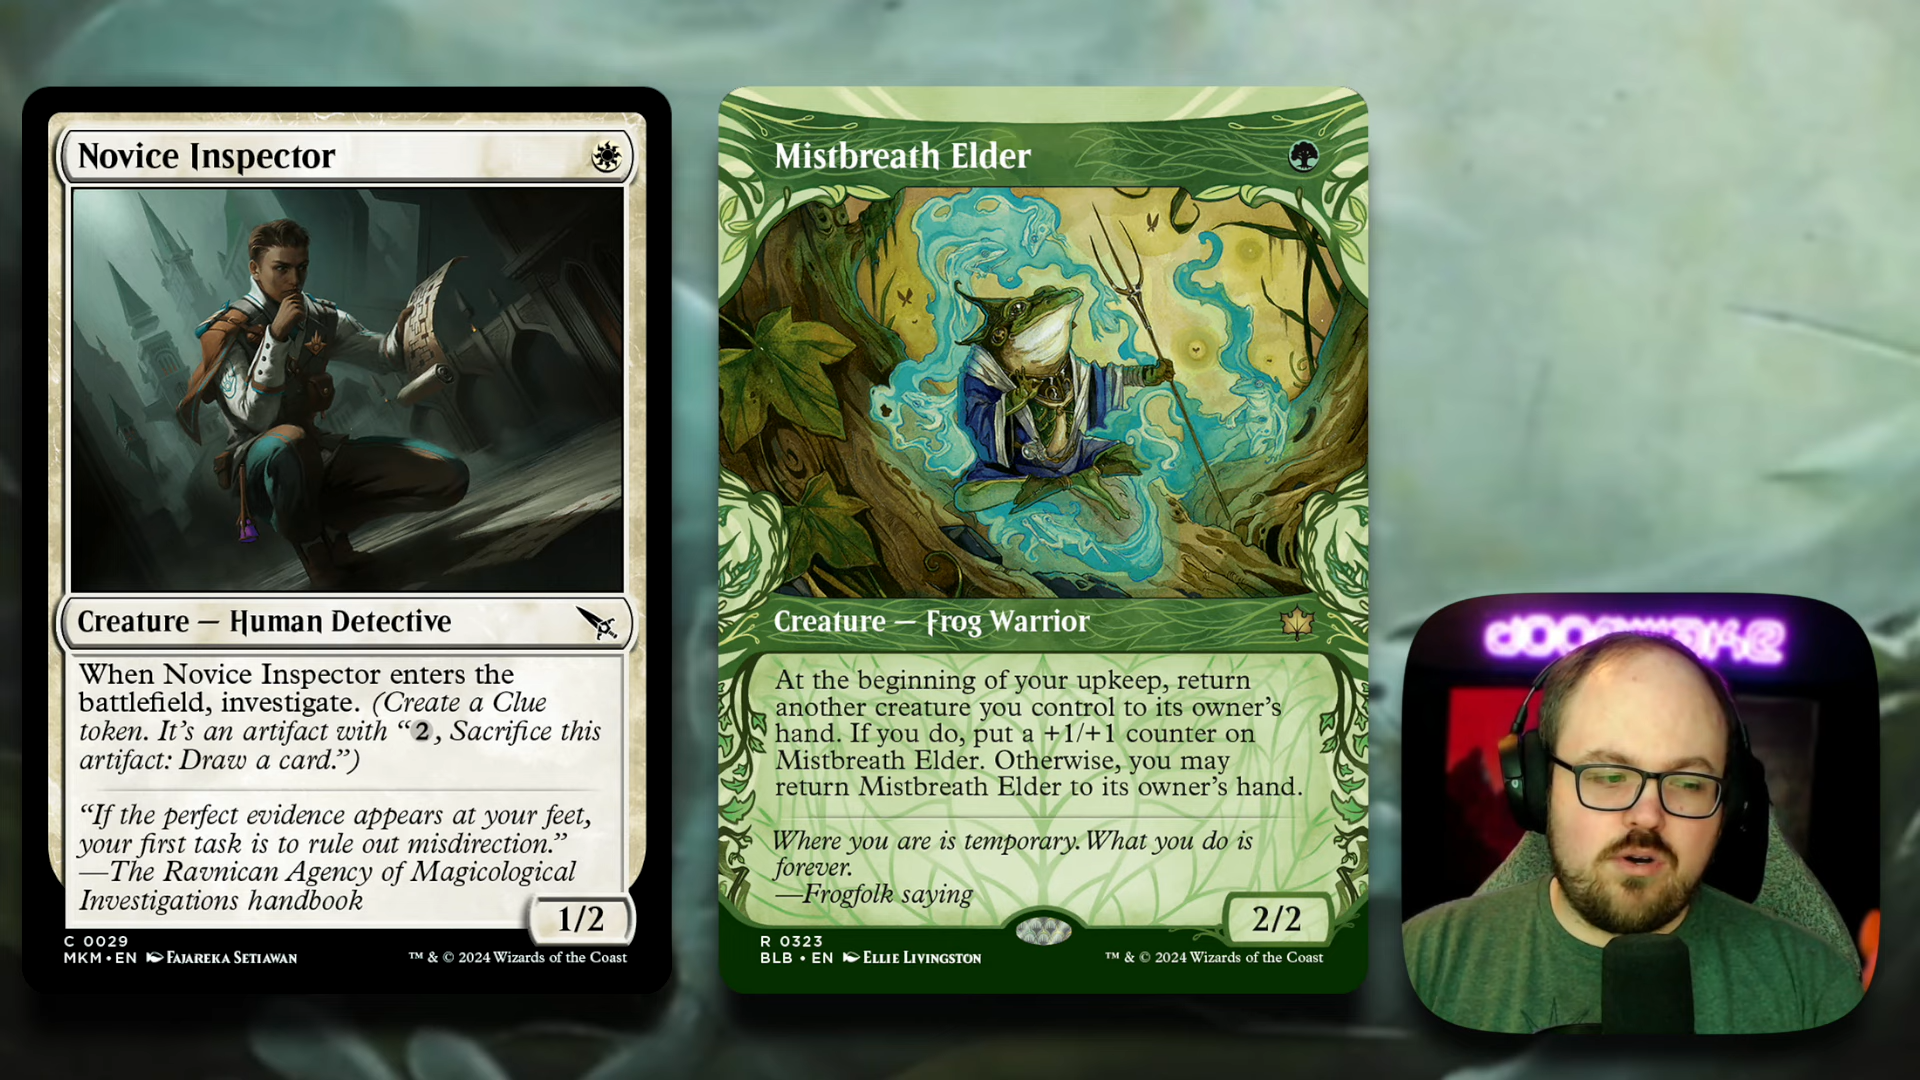 Novice Inspector
Creature — Human Detective
When Novice Inspector enters the
battlefield, investigate. (Create a Clue
token. It's an artifact with “2, Sacrifice this
artifact: Draw a card.”)
“If the perfect evidence appears at your feet,
your first task is to rule out misdirection.”
—The Ravnican Agency of Magicological
Investigations handbook
1/2
C 0029
MKM • EN Fajareka Setiawan
™ & © 2024 Wizards of the Coast
Mistbreath Elder
Creature — Frog Warrior
At the beginning of your upkeep, return
another creature you control to its owner's
hand. If you do, put a +1/+1 counter on
Mistbreath Elder. Otherwise, you may
return Mistbreath Elder to its owner's hand.
Where you are is temporary. What you do is
forever.
—Frogfolk saying
2/2
R 0323
BLB • EN Ellie Livingston
™ & © 2024 Wizards of the Coast